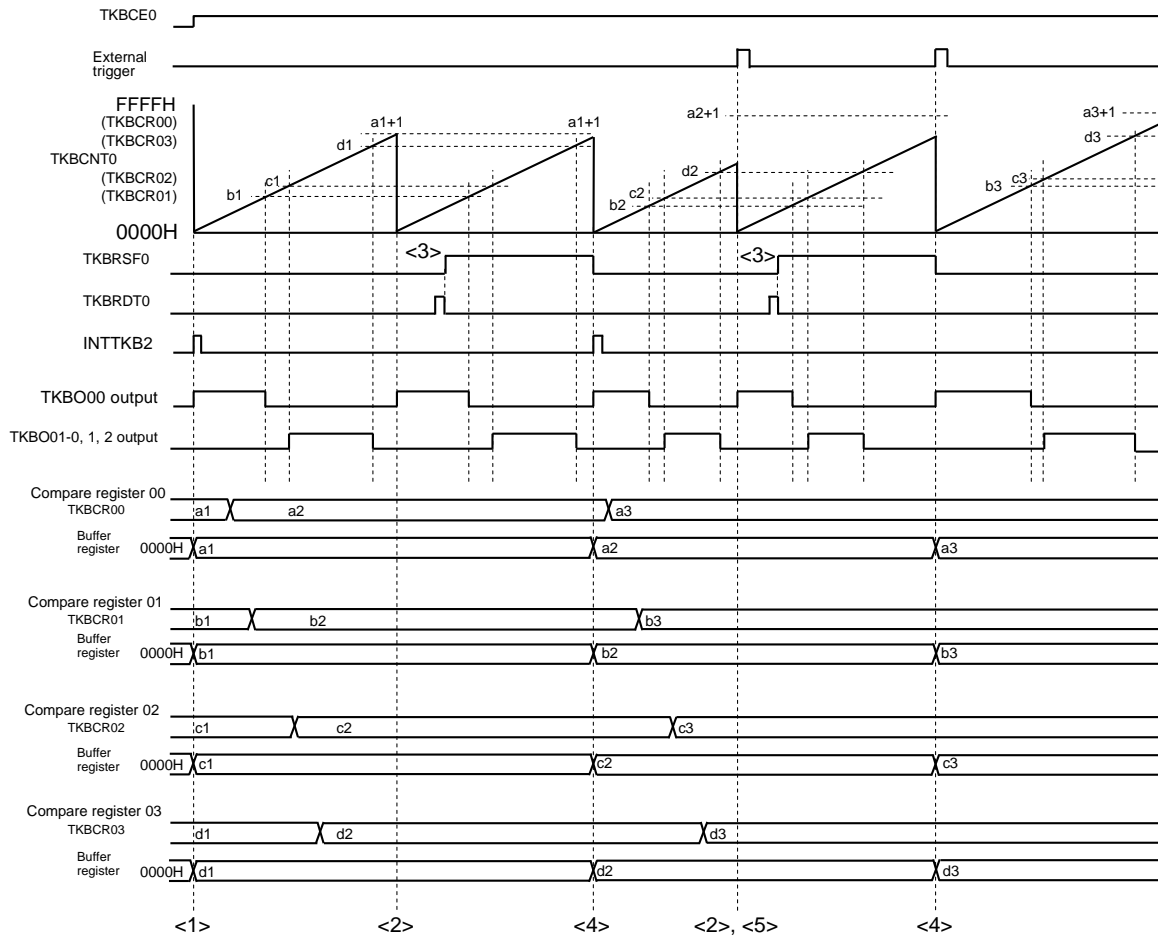 TKBCE0
External
trigger
FFFFH
(TKBCR00)
(TKBCR03)
TKBCNT0
(TKBCR02)
(TKBCR01)
0000H
a1+1
d1
c1
b1
a1+1
a2+1
d2
c2
b2
a3+1
d3
c3
b3
<3>
<3>
TKBRSF0
TKBRDT0
INTTKB2
TKBO00 output
TKBO01-0, 1, 2 output
Compare register 00
TKBCR00
a1 a2 a3
Buffer
register 0000H a1 a2 a3
Compare register 01
TKBCR01
b1 b2 b3
Buffer
register 0000H b1 b2 b3
Compare register 02
TKBCR02
c1 c2 c3
Buffer
register 0000H c1 c2 c3
Compare register 03
TKBCR03
d1 d2 d3
Buffer
register 0000H d1 d2 d3
<1> <2> <4> <2>, <5> <4>